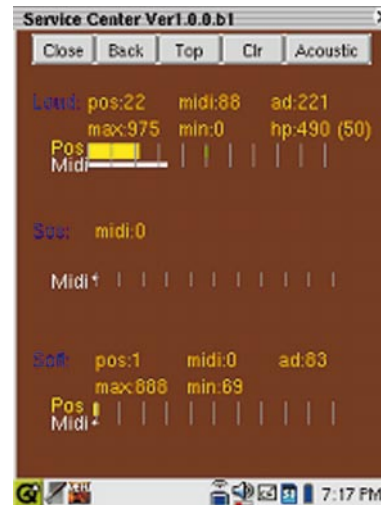 Service Center Ver1.0.0.b1
Close Back Top Clr Acoustic
Loud: pos:22 midi:88 ad:221
max:975 min:0 hp:490 (50)
Pos
Midi
Sos: midi:0
Midi
Soft: pos:1 midi:0 ad:83
max:888 min:69
Pos
Midi
7:17 PM